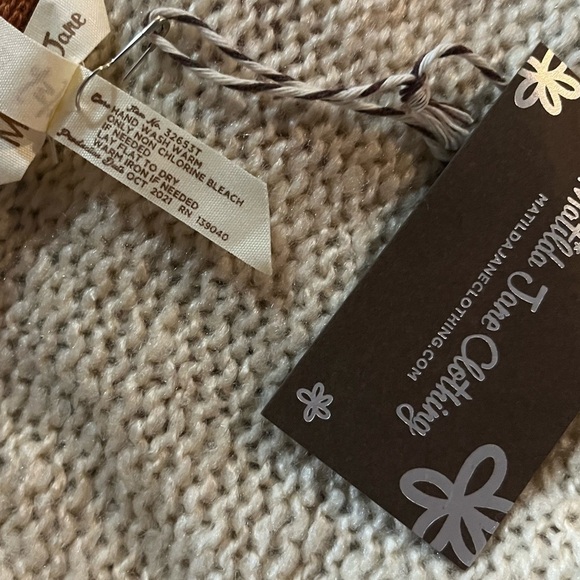 M
Jane
Item No. 32653T
Care HAND WASH WARM
ONLY NON CHLORINE BLEACH
IF NEEDED
LAY FLAT TO DRY
WARM IRON IF NEEDED
Production Date OCT 2021 RN 139040
Matilda Jane Clothing
MATILDAJANECLOTHING.COM